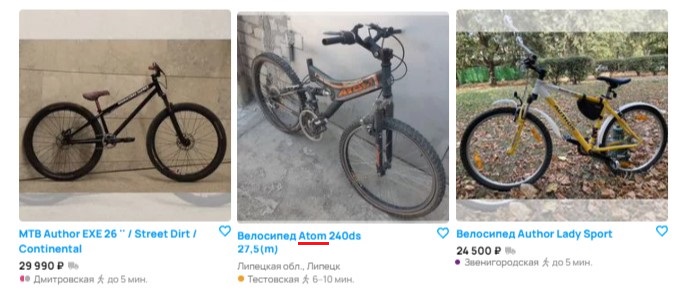 MTB Author EXE 26 '' / Street Dirt /
Continental
29 990 ₽
Дмитровская до 5 мин.
Велосипед Atom 240ds
27,5(m)
Липецкая обл., Липецк
Тестовская 6–10 мин.
Велосипед Author Lady Sport
24 500 ₽
Звенигородская до 5 мин.